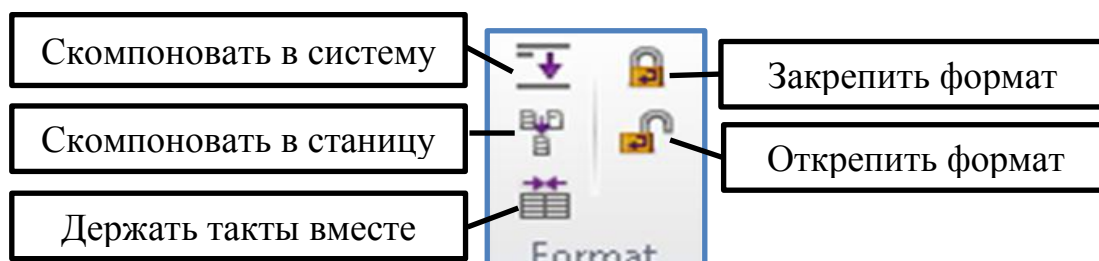 Скомпоновать в систему
Закрепить формат
Скомпоновать в станицу
Открепить формат
Держать такты вместе
Format